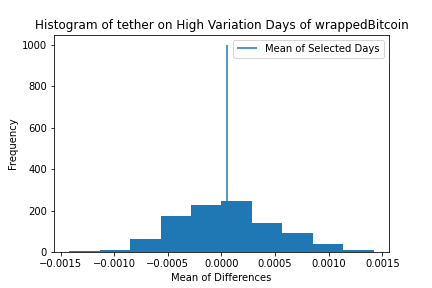 Histogram of tether on High Variation Days of wrappedBitcoin
Mean of Selected Days
Frequency
1000
800
600
400
200
0
−0.0015 −0.0010 −0.0005 0.0000 0.0005 0.0010 0.0015
Mean of Differences